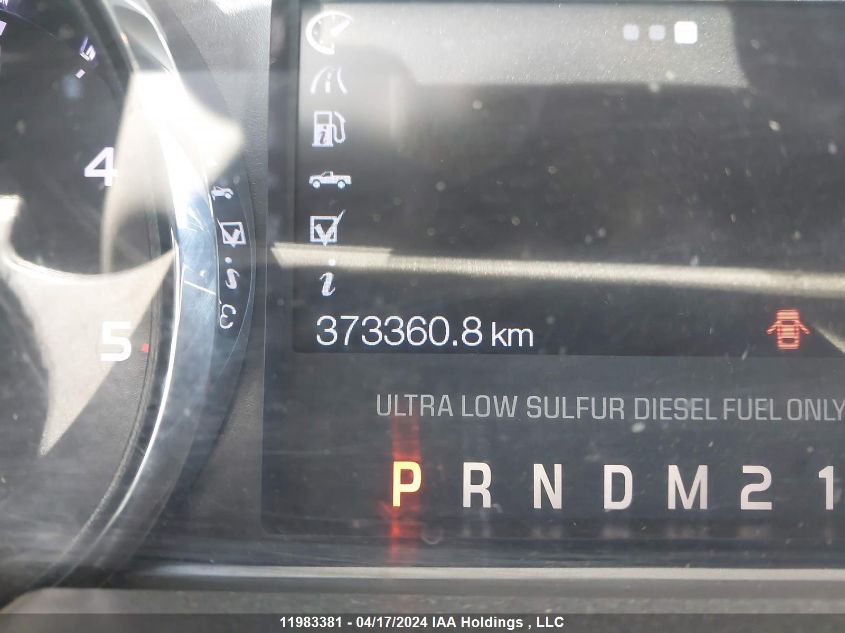 4
5
i
373360.8 km
ULTRA LOW SULFUR DIESEL FUEL ONLY
P R N D M 2 1
11983381 - 04/17/2024 IAA Holdings , LLC